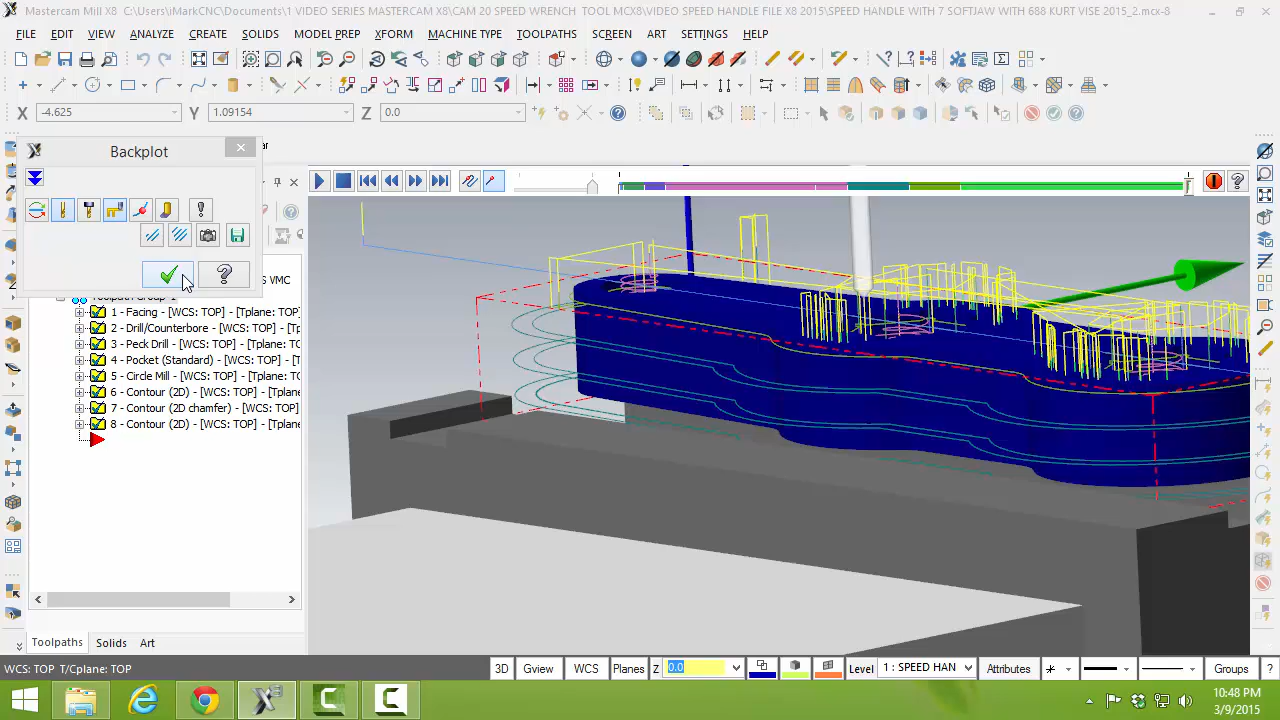 Mastercam Mill X8 C:\Users\iMarkCNC\Documents\1 VIDEO SERIES MASTERCAM X8\CAM 20 SPEED WRENCH TOOL MCX8\VIDEO SPEED HANDLE FILE X8 2015\SPEED HANDLE WITH 7 SOFTJAW WITH 688 KURT VISE 2015_2.mcx-8
FILE EDIT VIEW ANALYZE CREATE SOLIDS MODEL PREP XFORM MACHINE TYPE TOOLPATHS SCREEN ART SETTINGS HELP
X -4.625 Y 1.09154 Z 0.0
Backplot
VMC
Toolpath Group-1
1 - Facing - [WCS: TOP] - [Tplane: TOP]
2 - Drill/Counterbore - [WCS: TOP] - [Tp
3 - Peck Drill - [WCS: TOP] - [Tplane: T
4 - Pocket (Standard) - [WCS: TOP] - [T
5 - Circle Mill - [WCS: TOP] - [Tplane: T
6 - Contour (2D) - [WCS: TOP] - [Tplane
7 - Contour (2D chamfer) - [WCS: TOP]
8 - Contour (2D) - [WCS: TOP] - [Tplane
Toolpaths Solids Art
WCS: TOP T/Cplane: TOP 3D Gview WCS Planes Z 0.0 Level 1 : SPEED HAN Attributes Groups ?
10:48 PM
3/9/2015